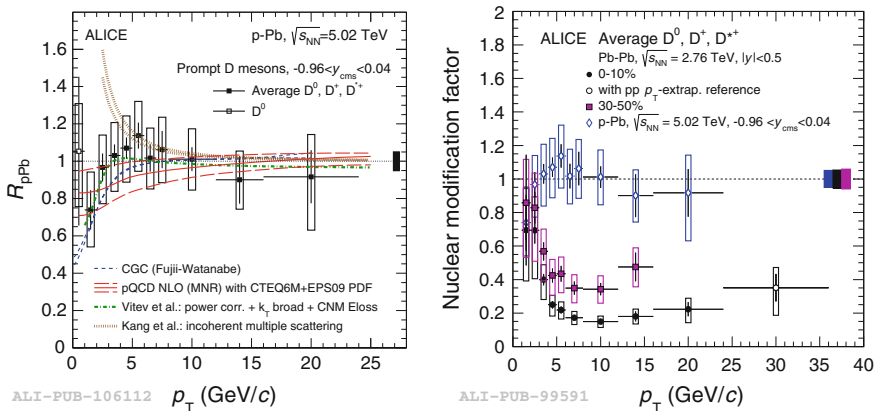 ALICE
p-Pb, √sNN=5.02 TeV
Prompt D mesons, -0.96<ycms<0.04
Average D0, D+, D*+
D0
CGC (Fujii-Watanabe)
pQCD NLO (MNR) with CTEQ6M+EPS09 PDF
Vitev et al.: power corr. + kT broad + CNM Eloss
Kang et al.: incoherent multiple scattering
RpPb
1.6
1.4
1.2
1
0.8
0.6
0.4
0.2
0
0 5 10 15 20 25
pT (GeV/c)
ALI-PUB-106112
ALICE Average D0, D+, D*+
Pb-Pb, √sNN = 2.76 TeV, |y|<0.5
0-10%
with pp pT-extrap. reference
30-50%
p-Pb, √sNN = 5.02 TeV, -0.96 <ycms<0.04
Nuclear modification factor
2
1.8
1.6
1.4
1.2
1
0.8
0.6
0.4
0.2
0
0 5 10 15 20 25 30 35 40
pT (GeV/c)
ALI-PUB-99591